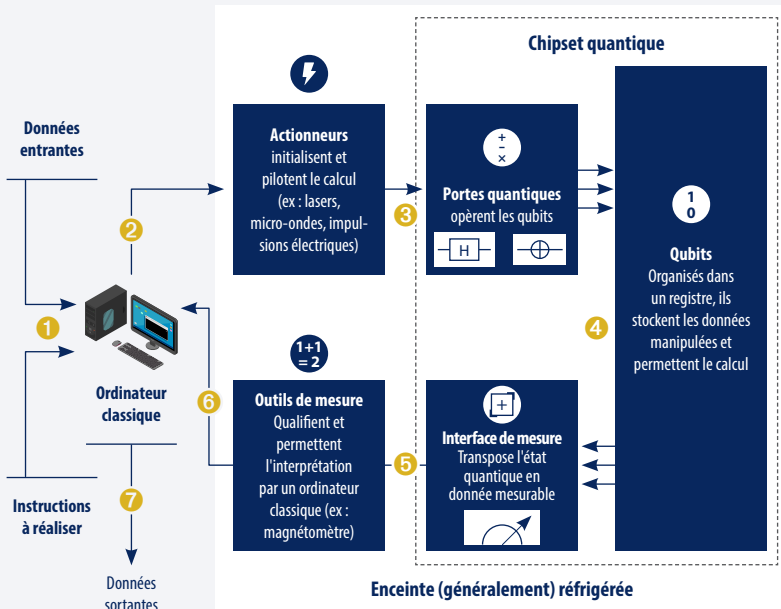 Chipset quantique
Données
entrantes
Actionneurs
initialisent et
pilotent le calcul
(ex : lasers,
micro-ondes, impul-
sions électriques)
2
3
+
-
×
Portes quantiques
opèrent les qubits
H
1
0
Qubits
Organisés dans
un registre, ils
stockent les données
manipulées et
permettent le calcul
1
4
Ordinateur
classique
1+1
= 2
6
Outils de mesure
Qualifient et
permettent
l'interprétation
par un ordinateur
classique (ex :
magnétomètre)
5
+
Interface de mesure
Transpose l'état
quantique en
donnée mesurable
Instructions
à réaliser
7
Données
sortantes
Enceinte (généralement) réfrigérée